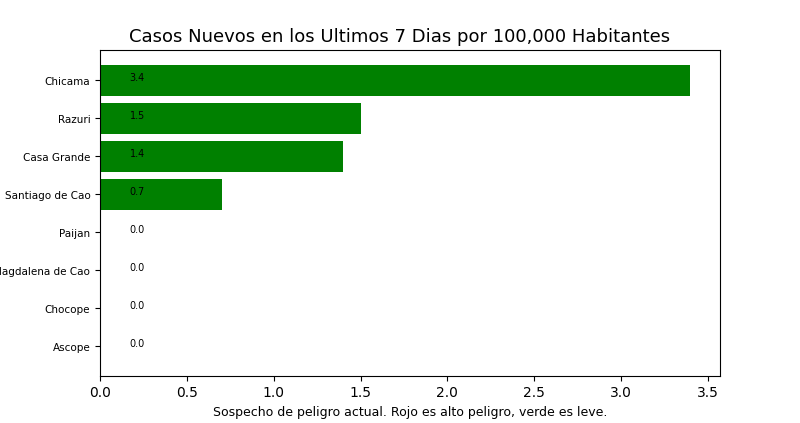 Casos Nuevos en los Ultimos 7 Dias por 100,000 Habitantes
Chicama 3.4
Razuri 1.5
Casa Grande 1.4
Santiago de Cao 0.7
Paijan 0.0
de Cao 0.0
Chocope 0.0
Ascope 0.0
0.0 0.5 1.0 1.5 2.0 2.5 3.0 3.5
Sospecho de peligro actual. Rojo es alto peligro, verde es leve.